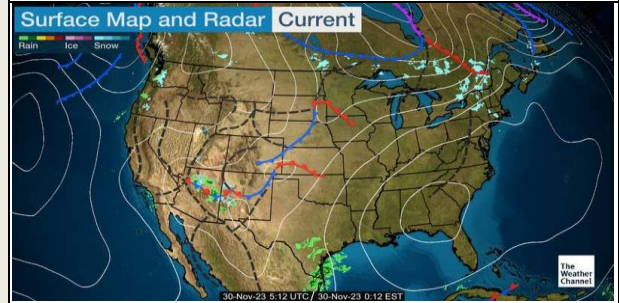 Surface Map and Radar Current
Rain Ice Snow
The
Weather
Channel
30-Nov-23 5:12 UTC / 30-Nov-23 0:12 EST